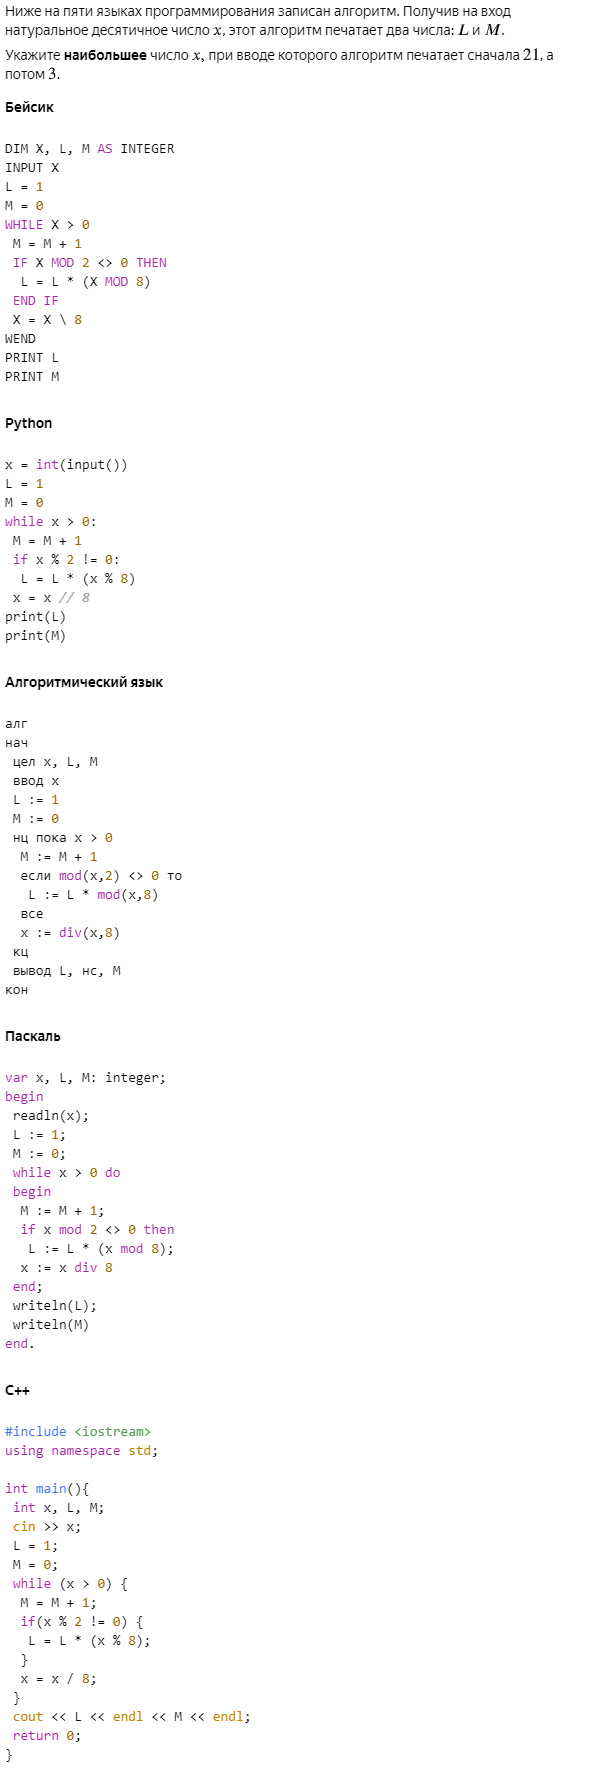 Ниже на пяти языках программирования записан алгоритм. Получив на вход
натуральное десятичное число x, этот алгоритм печатает два числа: L и M.
Укажите наибольшее число x, при вводе которого алгоритм печатает сначала 21, а
потом 3.
Бейсик
DIM X, L, M AS INTEGER
INPUT X
L = 1
M = 0
WHILE X > 0
M = M + 1
IF X MOD 2 <> 0 THEN
L = L * (X MOD 8)
END IF
X = X \ 8
WEND
PRINT L
PRINT M
Python
x = int(input())
L = 1
M = 0
while x > 0:
M = M + 1
if x % 2 != 0:
L = L * (x % 8)
x = x // 8
print(L)
print(M)
Алгоритмический язык
алг
нач
цел x, L, M
ввод x
L := 1
M := 0
нц пока x > 0
M := M + 1
если mod(x,2) <> 0 то
L := L * mod(x,8)
все
x := div(x,8)
кц
вывод L, нс, M
кон
Паскаль
var x, L, M: integer;
begin
readln(x);
L := 1;
M := 0;
while x > 0 do
begin
M := M + 1;
if x mod 2 <> 0 then
L := L * (x mod 8);
x := x div 8
end;
writeln(L);
writeln(M)
end.
C++
#include <iostream>
using namespace std;
int main(){
int x, L, M;
cin >> x;
L = 1;
M = 0;
while (x > 0) {
M = M + 1;
if(x % 2 != 0) {
L = L * (x % 8);
}
x = x / 8;
}
cout << L << endl << M << endl;
return 0;
}